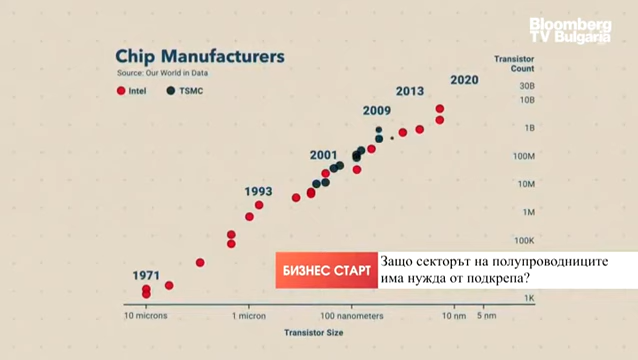 Bloomberg
TV Bulgaria
Chip Manufacturers
Source: Our World in Data
Intel
TSMC
Transistor
Count
2020
30B
2013
10B
2009
1B
2001
100M
1993
10M
1M
100K
1971
БИЗНЕС СТАРТ
Защо секторът на полупроводниците
има нужда от подкрепа?
1K
10 microns
1 micron
100 nanometers
10 nm
5 nm
Transistor Size